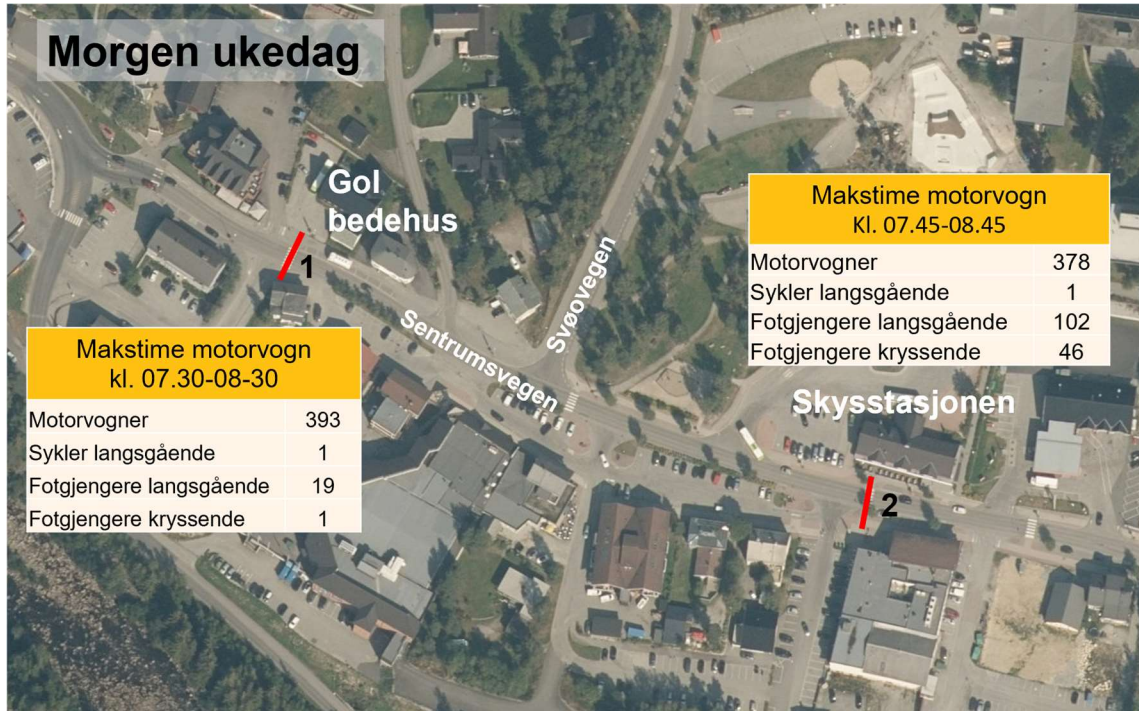 Morgen ukedag
Gol
bedehus
1
Sentrumsvegen
Svøovegen
Makstime motorvogn
Kl. 07.45-08.45
Motorvogner 378
Sykler langsgående 1
Fotgjengere langsgående 102
Fotgjengere kryssende 46
Makstime motorvogn
kl. 07.30-08-30
Motorvogner 393
Sykler langsgående 1
Fotgjengere langsgående 19
Fotgjengere kryssende 1
Skysstasjonen
2